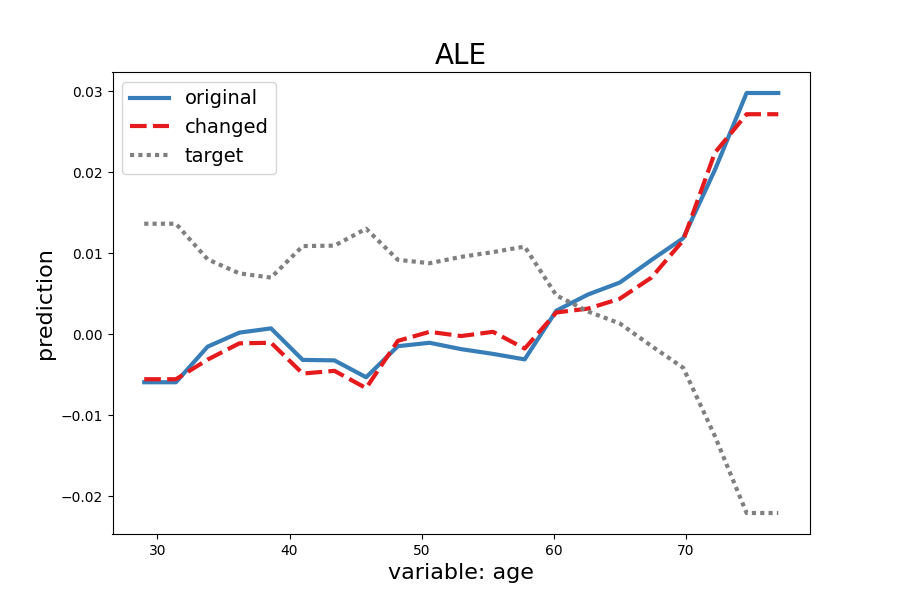 ALE
original
changed
target
prediction
0.03
0.02
0.01
0.00
−0.01
−0.02
30 40 50 60 70
variable: age